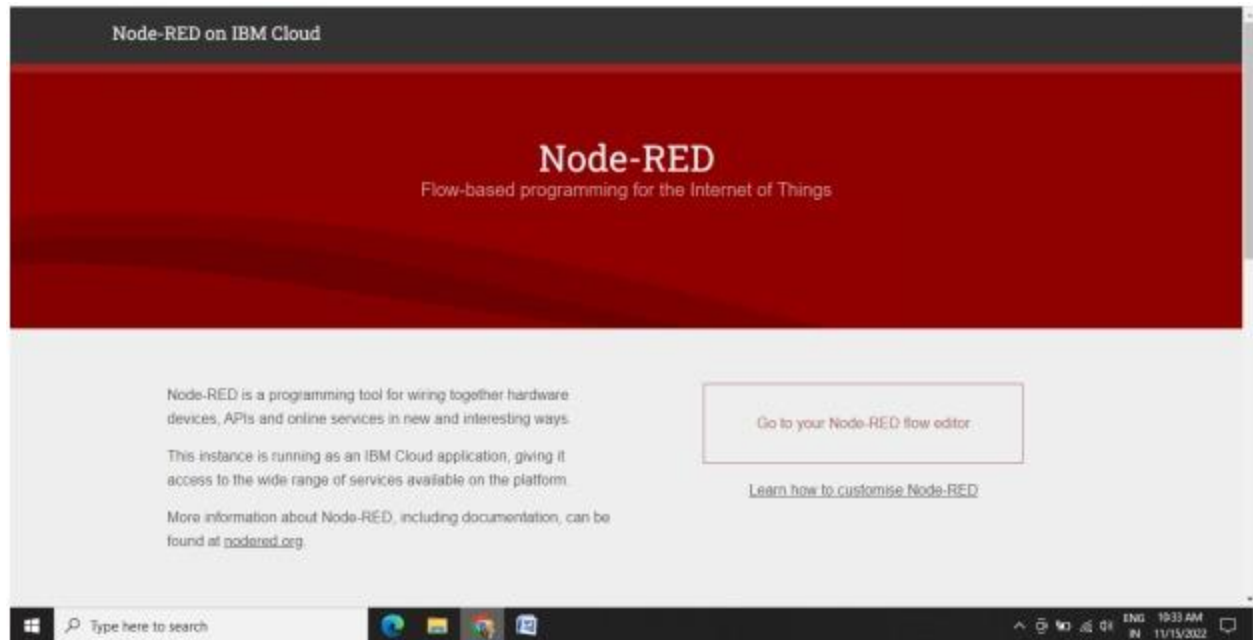 Node-RED on IBM Cloud
Node-RED
Flow-based programming for the Internet of Things
Node-RED is a programming tool for wiring together hardware
devices, APIs and online services in new and interesting ways.
This instance is running as an IBM Cloud application, giving it
access to the wide range of services available on the platform.
More information about Node-RED, including documentation, can be
found at nodered.org.
Go to your Node-RED flow editor
Learn how to customise Node-RED
Type here to search
ENG
IN
10:33 AM
11/15/2022